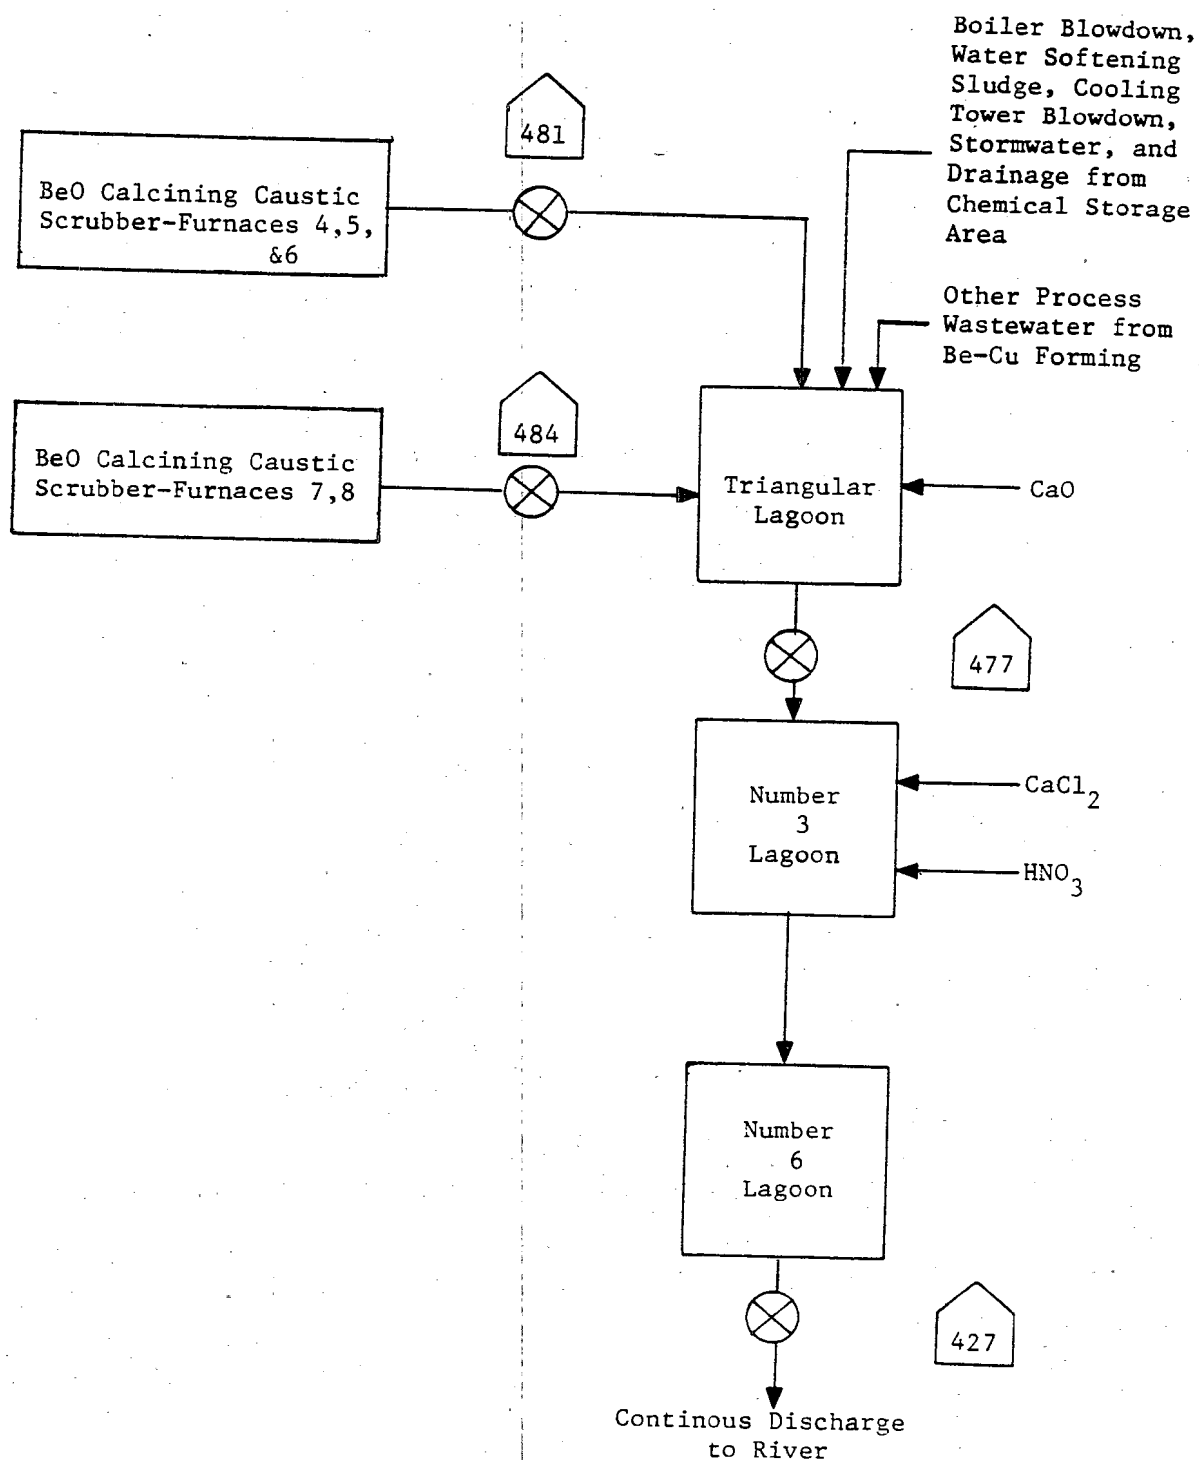 Boiler Blowdown,
Water Softening
Sludge, Cooling
Tower Blowdown,
Stormwater, and
Drainage from
Chemical Storage
Area
481
BeO Calcining Caustic
Scrubber-Furnaces 4,5,
&6
Other Process
Wastewater from
Be-Cu Forming
484
BeO Calcining Caustic
Scrubber-Furnaces 7,8
Triangular
Lagoon
CaO
477
Number
3
Lagoon
CaCl2
HNO3
Number
6
Lagoon
427
Continous Discharge
to River